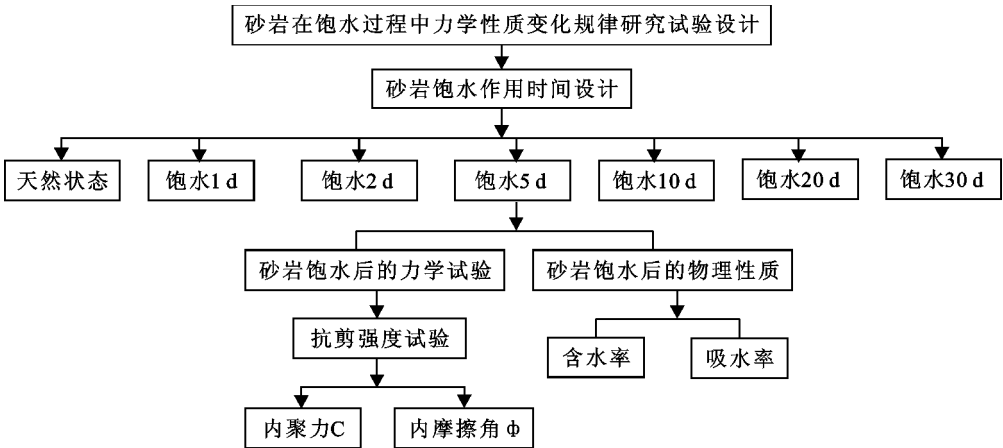 砂岩在饱水过程中力学性质变化规律研究试验设计
砂岩饱水作用时间设计
天然状态
饱水1 d
饱水2 d
饱水5 d
饱水10 d
饱水20 d
饱水30 d
砂岩饱水后的力学试验
砂岩饱水后的物理性质
抗剪强度试验
含水率
吸水率
内聚力C
内摩擦角Φ